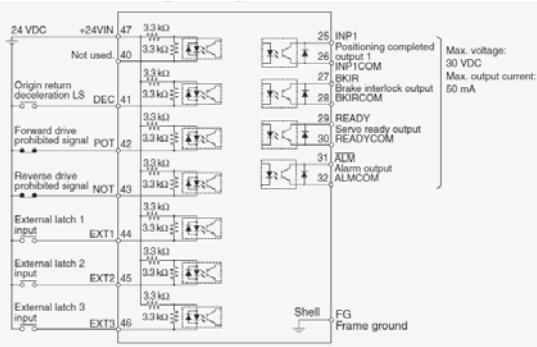 24 VDC
+24VIN 47
3.3 kΩ
3.3 kΩ
Not used. 40
3.3 kΩ
3.3 kΩ
Origin return
deceleration LS
DEC 41
3.3 kΩ
3.3 kΩ
Forward drive
prohibited signal POT 42
3.3 kΩ
3.3 kΩ
Reverse drive
prohibited signal NOT 43
3.3 kΩ
3.3 kΩ
External latch 1
input
EXT1 44
3.3 kΩ
3.3 kΩ
External latch 2
input
EXT2 45
3.3 kΩ
3.3 kΩ
External latch 3
input
EXT3 46
25 INP1
Positioning completed
26 output 1
INP1COM
27 BKIR
Brake interlock output
28 BKIRCOM
29 READY
Servo ready output
30 READYCOM
31 ALM
Alarm output
32 ALMCOM
Max. voltage:
30 VDC
Max. output current:
50 mA
Shell
FG
Frame ground